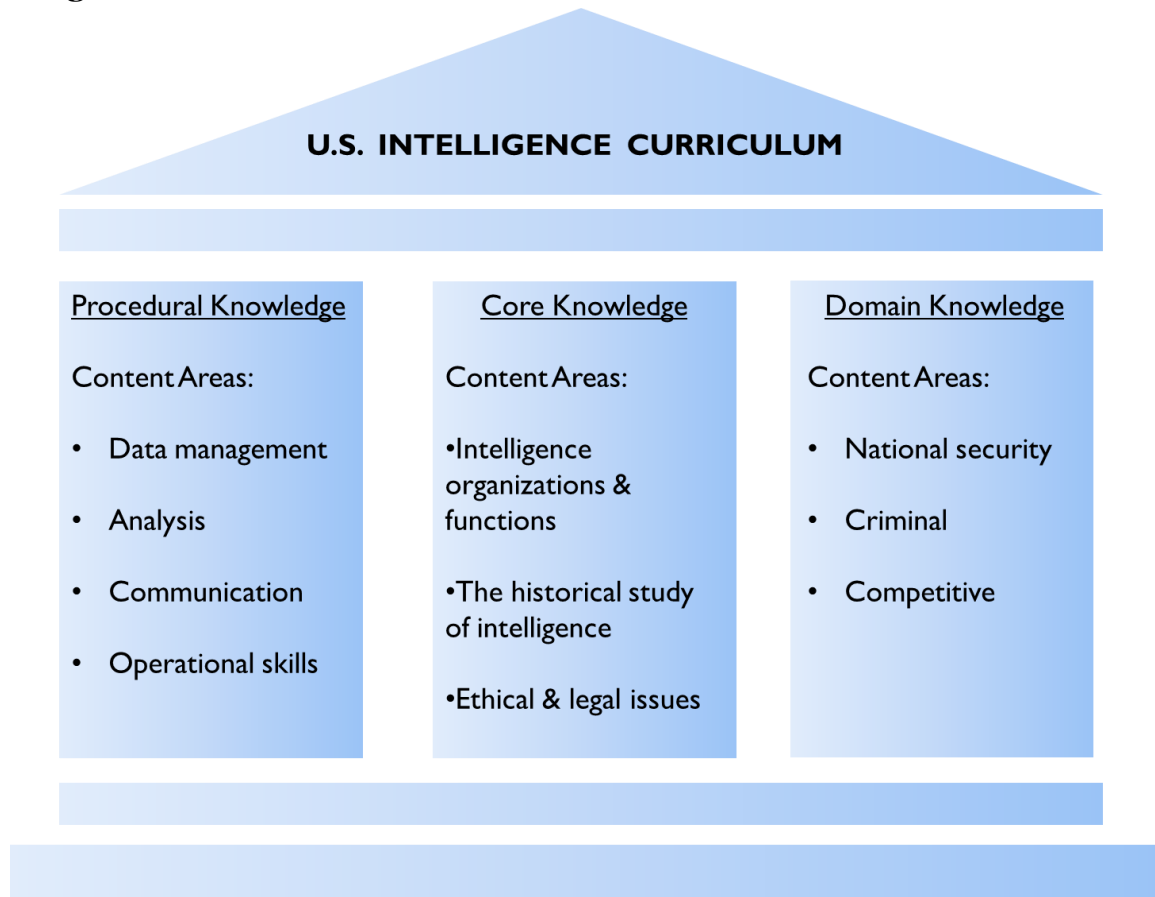 U.S. INTELLIGENCE CURRICULUM
Procedural Knowledge
Content Areas:
• Data management
• Analysis
• Communication
• Operational skills
Core Knowledge
Content Areas:
•Intelligence
organizations &
functions
•The historical study
of intelligence
•Ethical & legal issues
Domain Knowledge
Content Areas:
• National security
• Criminal
• Competitive